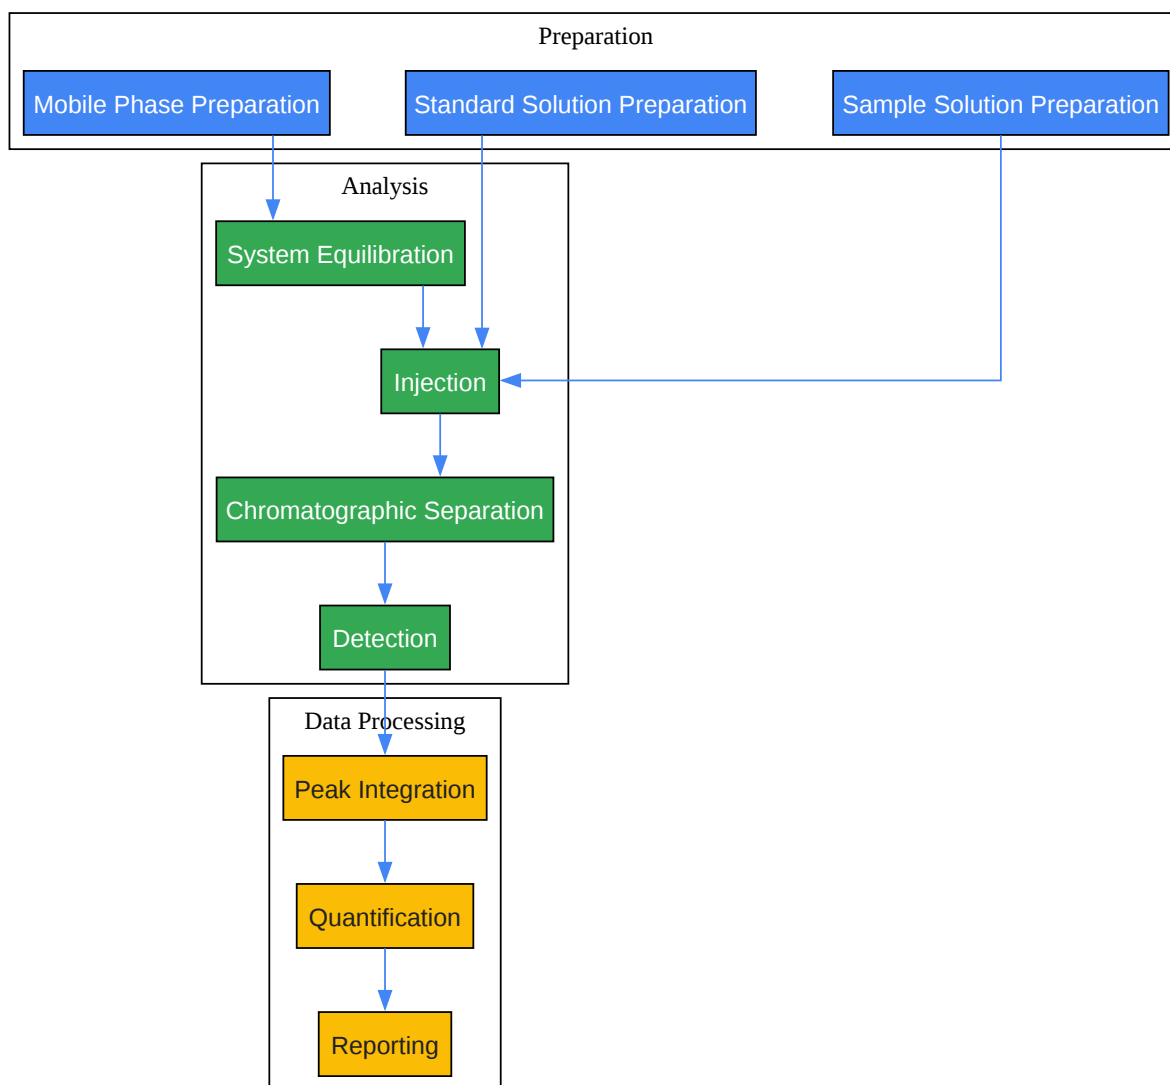 Preparation
Mobile Phase Preparation
Standard Solution Preparation
Sample Solution Preparation
Analysis
System Equilibration
Injection
Chromatographic Separation
Detection
Data Processing
Peak Integration
Quantification
Reporting